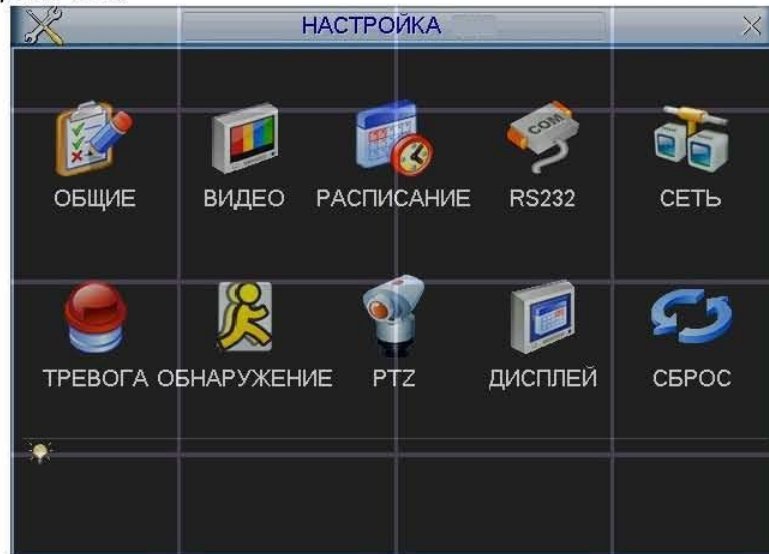 НАСТРОЙКА
ОБЩИЕ ВИДЕО РАСПИСАНИЕ RS232 СЕТЬ
ТРЕВОГА ОБНАРУЖЕНИЕ PTZ ДИСПЛЕЙ СБРОС